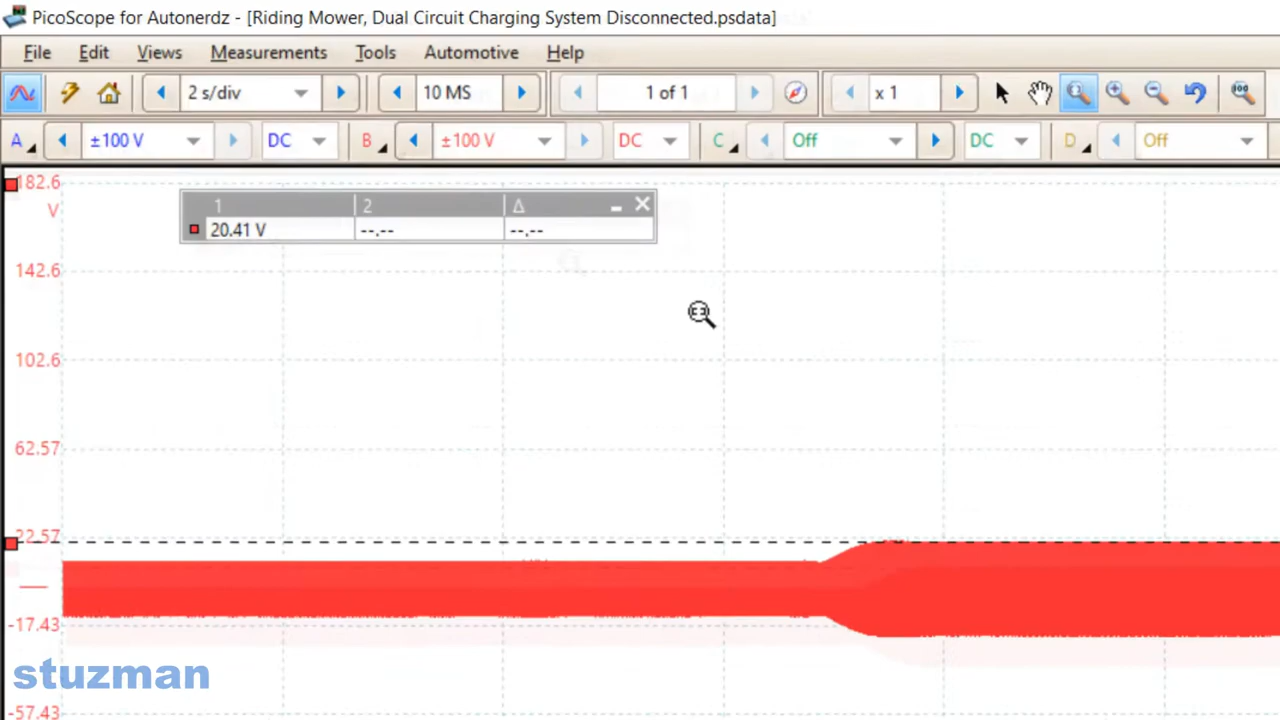 PicoScope for Autonerdz - [Riding Mower, Dual Circuit Charging System Disconnected.psdata]
File Edit Views Measurements Tools Automotive Help
2 s/div 10 MS 1 of 1 x 1
A ±100 V DC B ±100 V DC C Off DC D Off
182.6
V
1 2 Δ
20.41 V --.-- --.--
142.6
102.6
62.57
22.57
-17.43
stuzman
-57.43